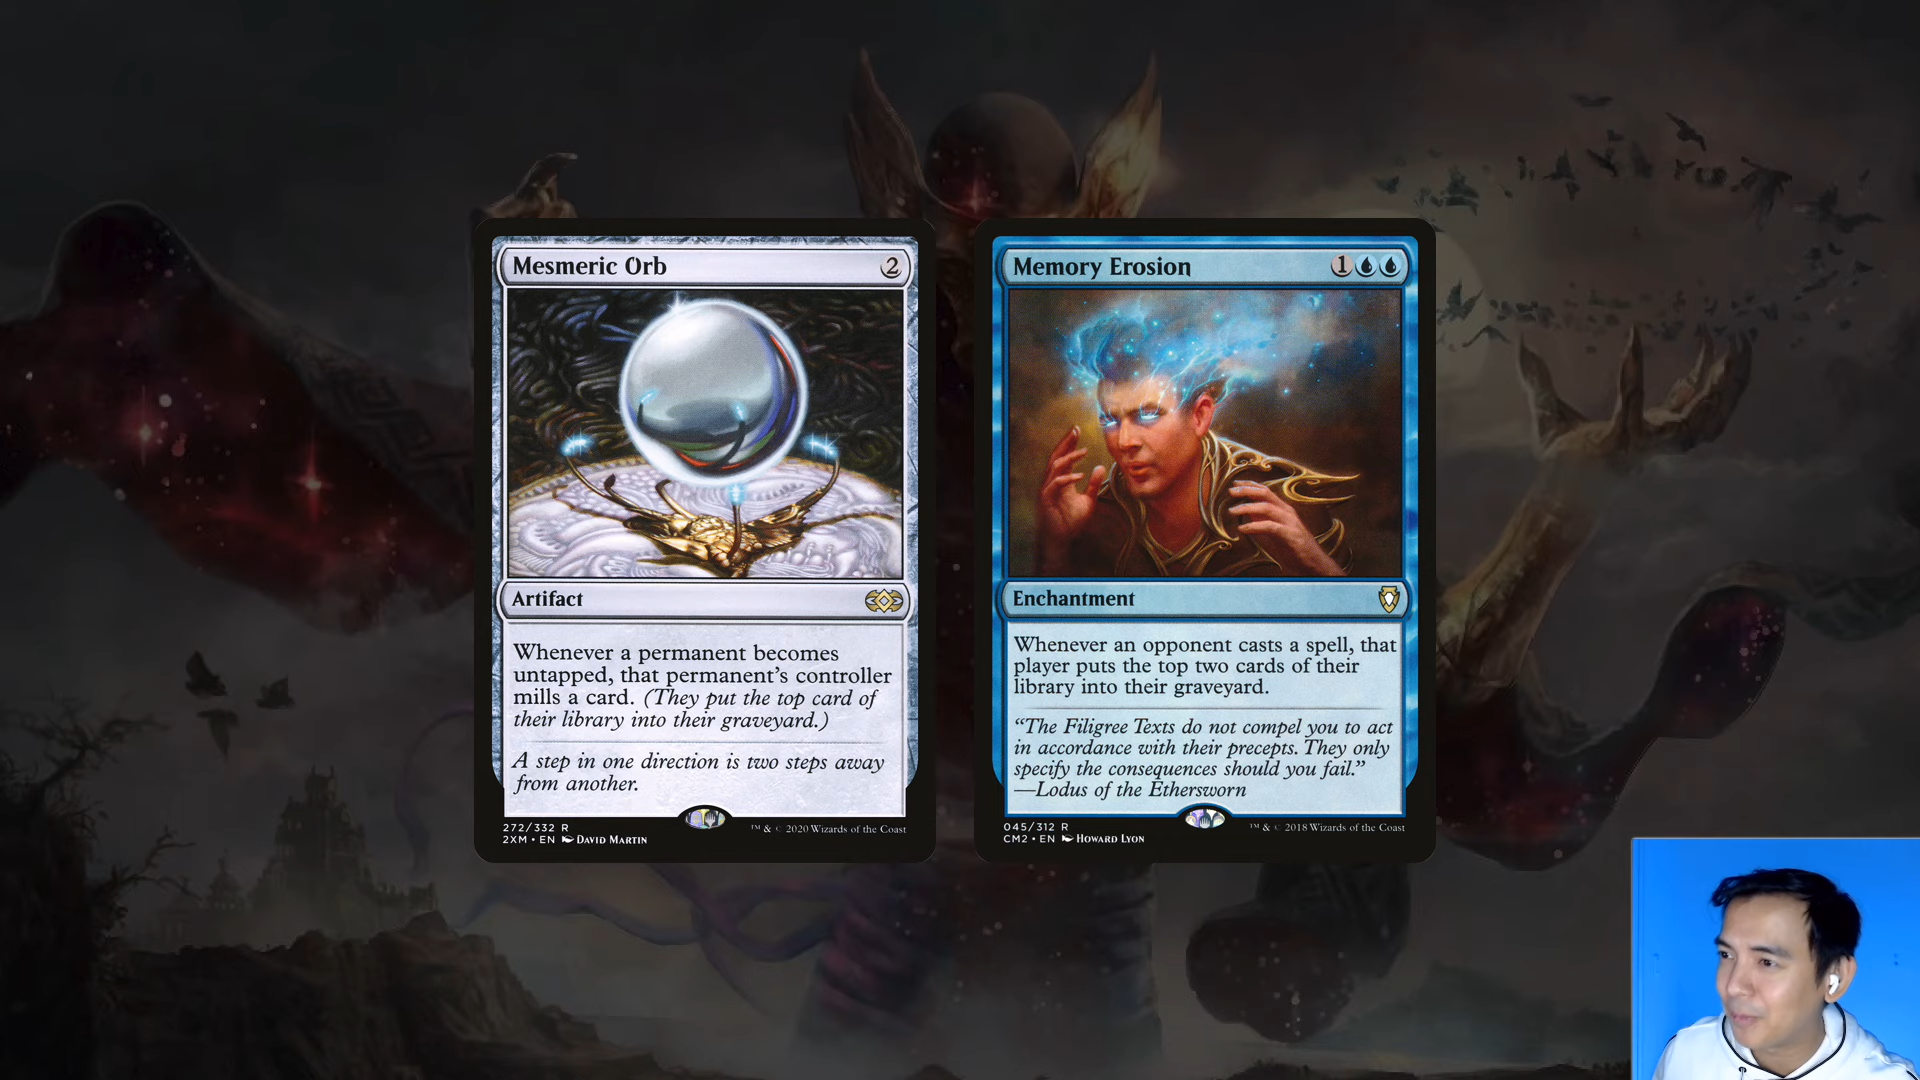 Mesmeric Orb
2
Artifact
Whenever a permanent becomes
untapped, that permanent's controller
mills a card. (They put the top card of
their library into their graveyard.)
A step in one direction is two steps away
from another.
272/332 R
2XM • EN DAVID MARTIN
™ & © 2020 Wizards of the Coast
Memory Erosion
1
Enchantment
Whenever an opponent casts a spell, that
player puts the top two cards of their
library into their graveyard.
“The Filigree Texts do not compel you to act
in accordance with their precepts. They only
specify the consequences should you fail.”
—Lodus of the Ethersworn
045/312 R
CM2 • EN HOWARD LYON
™ & © 2018 Wizards of the Coast